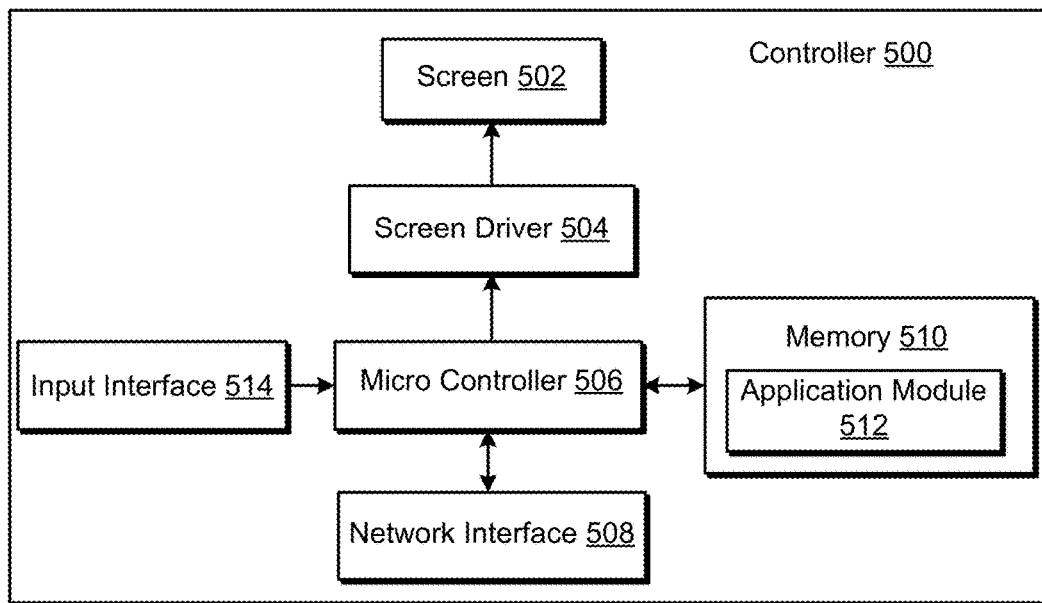 Controller 500
Screen 502
Screen Driver 504
Input Interface 514
Micro Controller 506
Memory 510
Application Module
512
Network Interface 508